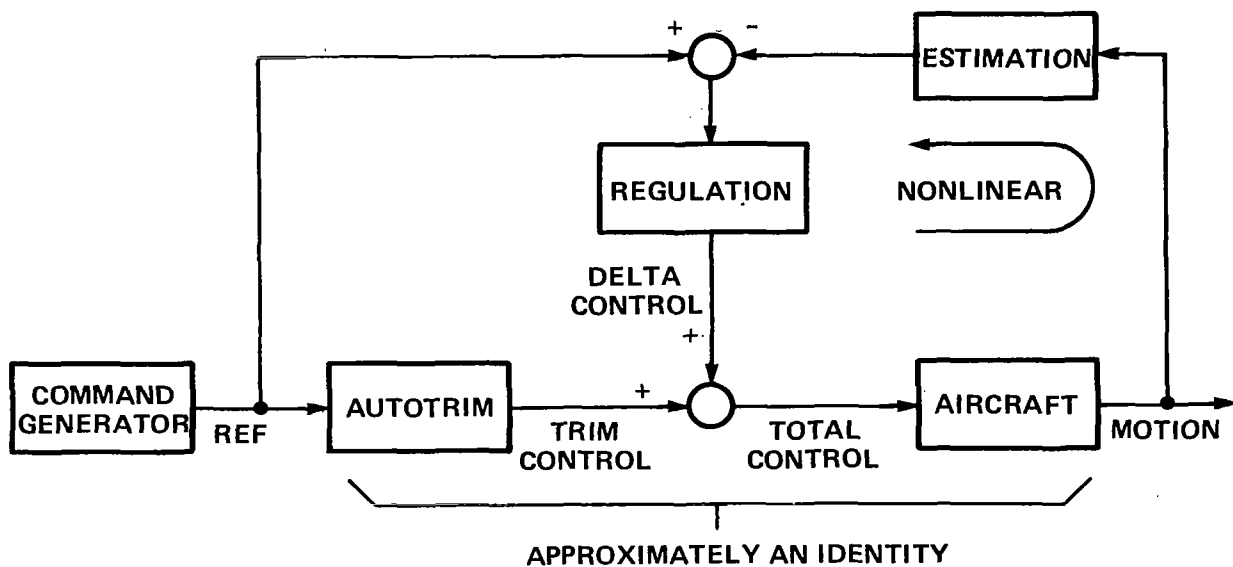 + -
ESTIMATION
REGULATION
NONLINEAR
DELTA
CONTROL
+
COMMAND
GENERATOR
REF
AUTOTRIM
+
TRIM
CONTROL
TOTAL
CONTROL
AIRCRAFT
MOTION
APPROXIMATELY AN IDENTITY